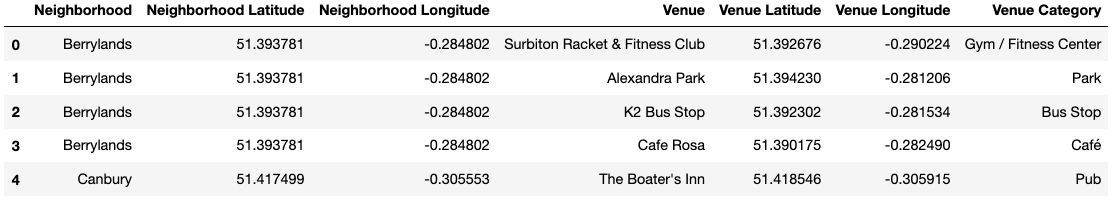 Neighborhood Neighborhood Latitude Neighborhood Longitude Venue Venue Latitude Venue Longitude Venue Category
0 Berrylands 51.393781 -0.284802 Surbiton Racket & Fitness Club 51.392676 -0.290224 Gym / Fitness Center
1 Berrylands 51.393781 -0.284802 Alexandra Park 51.394230 -0.281206 Park
2 Berrylands 51.393781 -0.284802 K2 Bus Stop 51.392302 -0.281534 Bus Stop
3 Berrylands 51.393781 -0.284802 Cafe Rosa 51.390175 -0.282490 Café
4 Canbury 51.417499 -0.305553 The Boater's Inn 51.418546 -0.305915 Pub